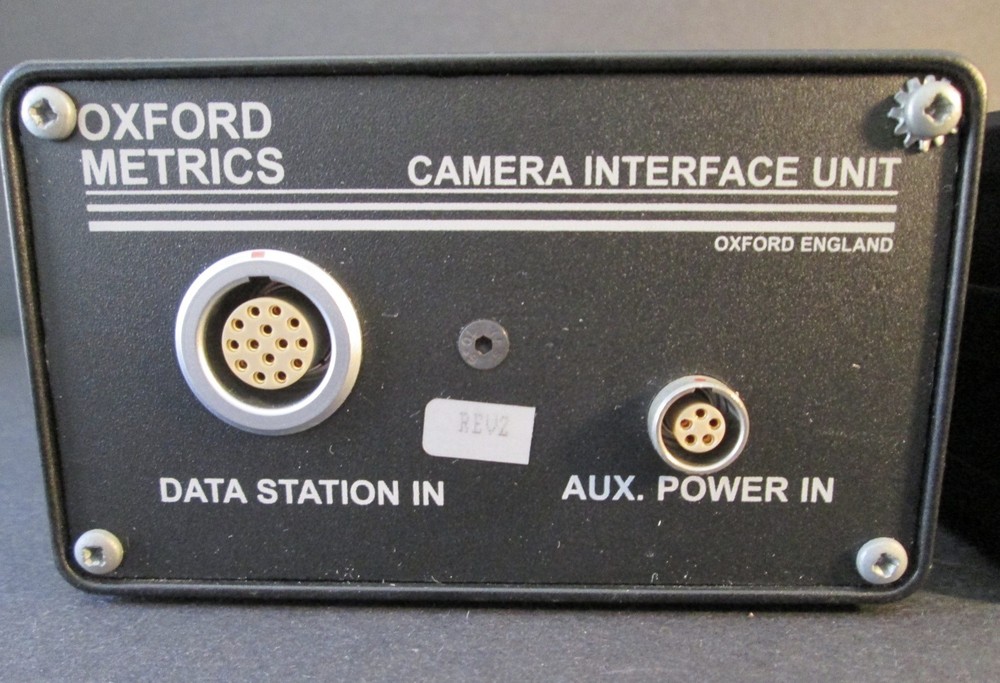 OXFORD
METRICS
CAMERA INTERFACE UNIT
OXFORD ENGLAND
REV2
DATA STATION IN
AUX. POWER IN